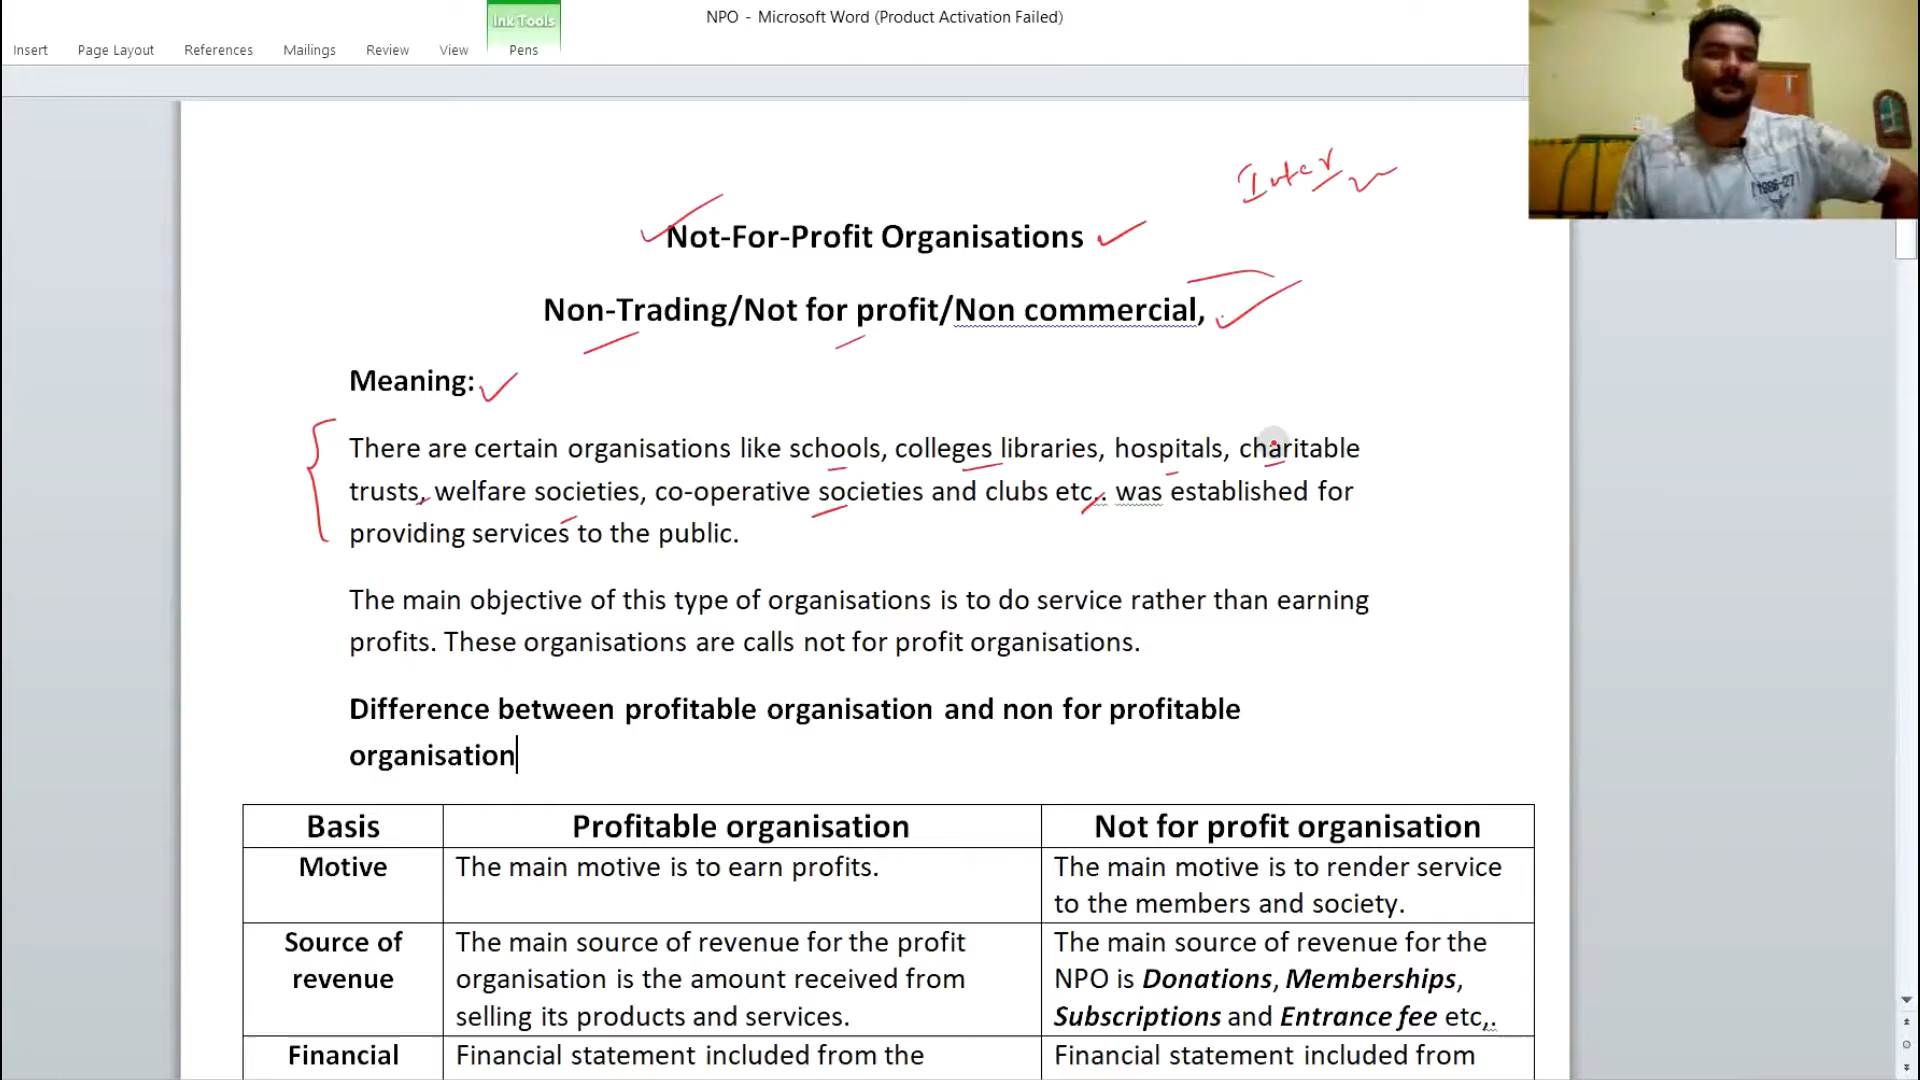 Ink Tools
NPO - Microsoft Word (Product Activation Failed)
Insert Page Layout References Mailings Review View Pens
Inter
Not-For-Profit Organisations
Non-Trading/Not for profit/Non commercial,
Meaning:
There are certain organisations like schools, colleges libraries, hospitals, charitable
trusts, welfare societies, co-operative societies and clubs etc,. was established for
providing services to the public.
The main objective of this type of organisations is to do service rather than earning
profits. These organisations are calls not for profit organisations.
Difference between profitable organisation and non for profitable
organisation
Basis Profitable organisation Not for profit organisation
Motive The main motive is to earn profits. The main motive is to render service
to the members and society.
Source of The main source of revenue for the profit The main source of revenue for the
revenue organisation is the amount received from NPO is Donations, Memberships,
selling its products and services. Subscriptions and Entrance fee etc,.
Financial Financial statement included from the Financial statement included from